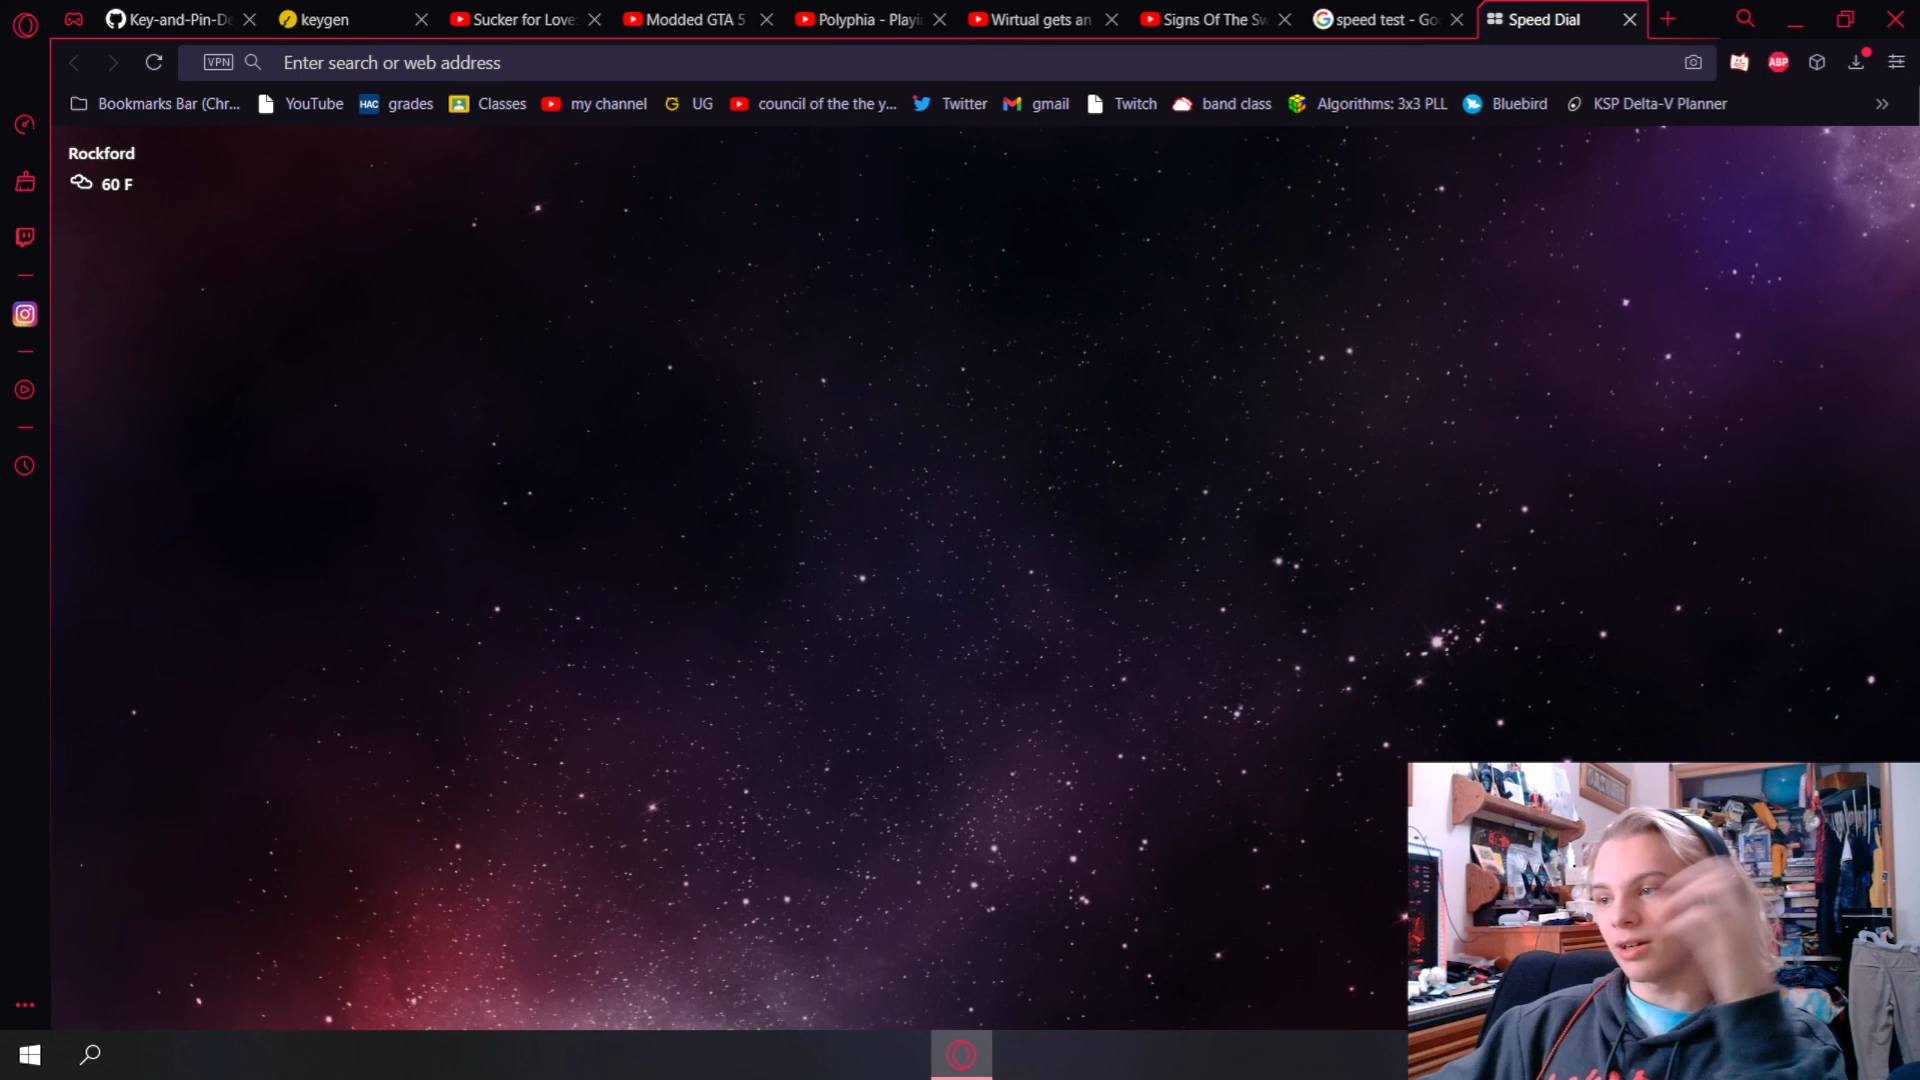 Key-and-Pin-De
keygen
Sucker for Love:
Modded GTA 5
Polyphia - Playi
Wirtual gets an
Signs Of The Sw
speed test - Goo
Speed Dial
VPN
Enter search or web address
ABP
Bookmarks Bar (Chr...
YouTube
HAC
grades
Classes
my channel
UG
council of the the y...
Twitter
gmail
Twitch
band class
Algorithms: 3x3 PLL
Bluebird
KSP Delta-V Planner
Rockford
60 F